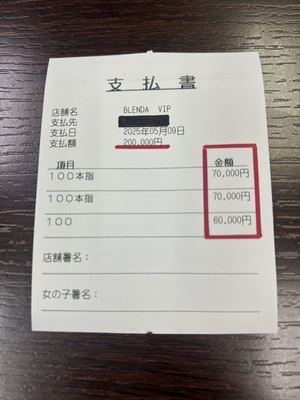 支払書
店舗名 BLENDA VIP
支払先
支払日 2025年05月09日
支払額 200,000円
項目 金額
100本指 70,000円
100本指 70,000円
100 60,000円
店舗署名：
女の子署名：